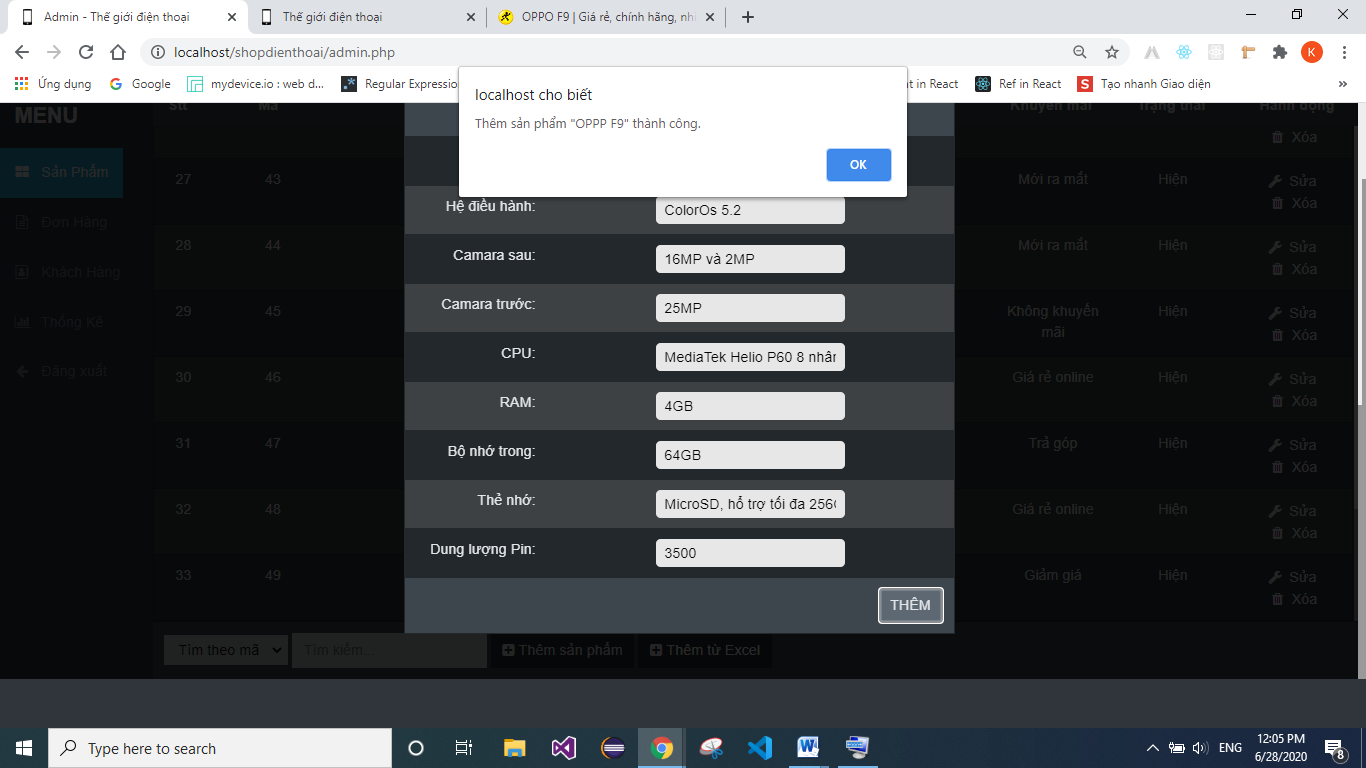 Admin - Thế giới điện thoại
Thế giới điện thoại
OPPO F9 | Giá rẻ, chính hãng, nhi
localhost/shopdienthoai/admin.php
K
Ứng dụng
Google
mydevice.io : web d...
Regular Expressio
t in React
Ref in React
S
Tạo nhanh Giao diện
»
localhost cho biết
Thêm sản phẩm "OPPP F9" thành công.
OK
MENU
Sản Phẩm
Đơn Hàng
Khách Hàng
Thống Kê
Đăng xuất
Stt Mã Khuyến mãi Trạng thái Hành động
Xóa
27 43 Mới ra mắt Hiện Sửa
Xóa
28 44 Mới ra mắt Hiện Sửa
Xóa
29 45 Không khuyến mãi Hiện Sửa
Xóa
30 46 Giá rẻ online Hiện Sửa
Xóa
31 47 Trả góp Hiện Sửa
Xóa
32 48 Giá rẻ online Hiện Sửa
Xóa
33 49 Giảm giá Hiện Sửa
Xóa
Hệ điều hành: ColorOs 5.2
Camara sau: 16MP và 2MP
Camara trước: 25MP
CPU: MediaTek Helio P60 8 nhân
RAM: 4GB
Bộ nhớ trong: 64GB
Thẻ nhớ: MicroSD, hổ trợ tối đa 256G
Dung lượng Pin: 3500
THÊM
Tìm theo mã
Tìm kiếm...
Thêm sản phẩm
Thêm từ Excel
Type here to search
ENG
12:05 PM
6/28/2020
8